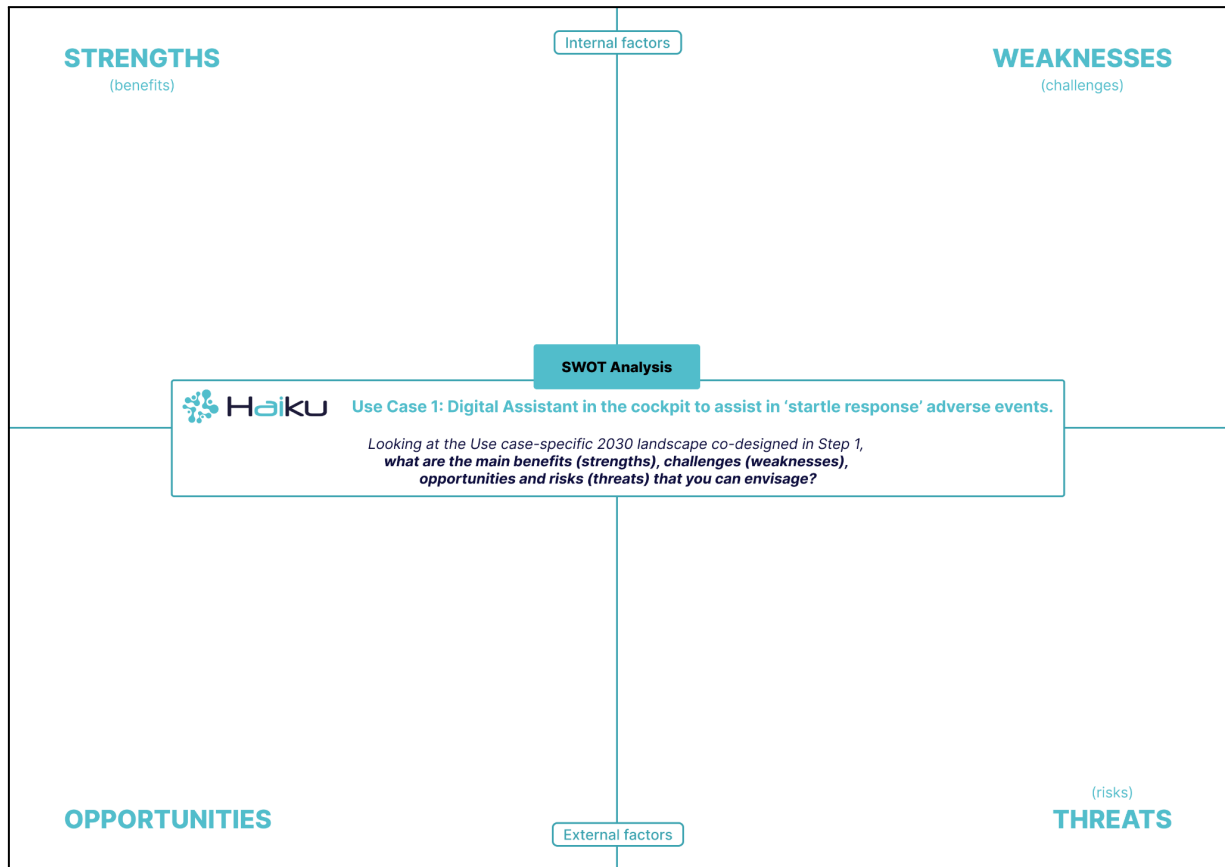 Internal factors
STRENGTHS
(benefits)
WEAKNESSES
(challenges)
SWOT Analysis
Haiku
Use Case 1: Digital Assistant in the cockpit to assist in ‘startle response’ adverse events.
Looking at the Use case-specific 2030 landscape co-designed in Step 1,
what are the main benefits (strengths), challenges (weaknesses),
opportunities and risks (threats) that you can envisage?
OPPORTUNITIES
(risks)
THREATS
External factors